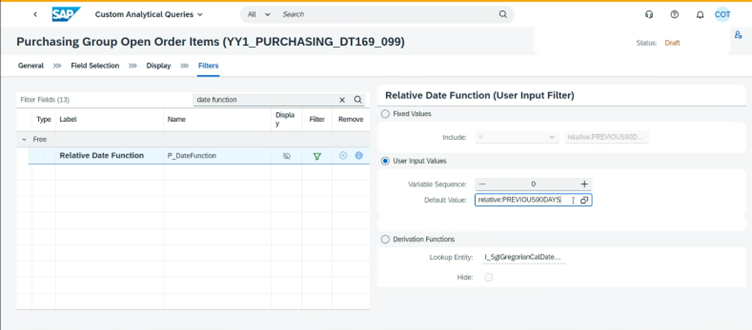 SAP Custom Analytical Queries All Search COT
Purchasing Group Open Order Items (YY1_PURCHASING_DT169_099)
Status: Draft
General Field Selection Display Filters
Filter Fields (13) date function
Type Label Name Display Filter Remove
Free
Relative Date Function P_DateFunction
Relative Date Function (User Input Filter)
Fixed Values
Include: = relative:PREVIOUS90D...
User Input Values
Variable Sequence: 0
Default Value: relative:PREVIOUS90DAYS
Derivation Functions
Lookup Entity: I_SgtGregorianCalDate...
Hide: